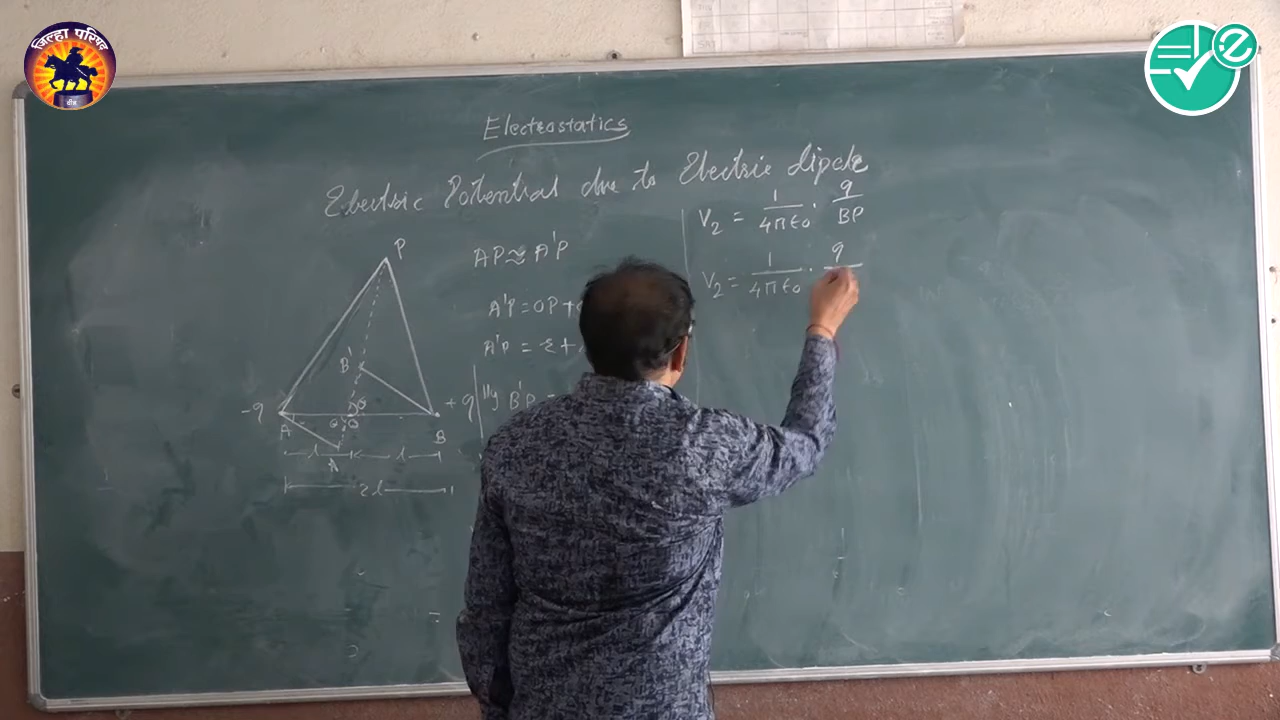 जिल्हा परिषद
बीड
Electrostatics
Electric Potential due to Electric dipole
P
B'
-q
+q
A
B
l
l
2l
AP ≈ A'P
A'P = OP +
A'P = r +
llly B'P =
V₂ = 1/4πε₀ . q/BP
V₂ = 1/4πε₀ . q/